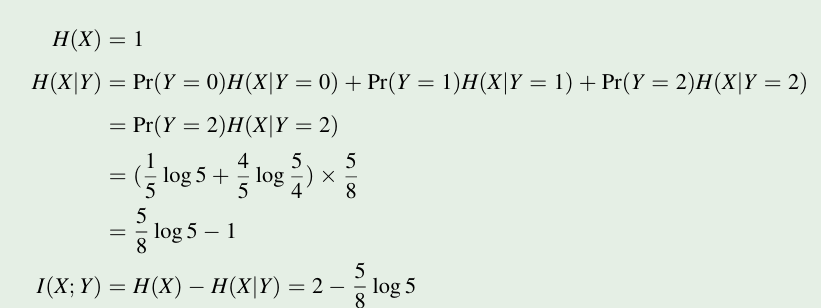 H(X) = 1
H(X|Y) = Pr(Y = 0)H(X|Y = 0) + Pr(Y = 1)H(X|Y = 1) + Pr(Y = 2)H(X|Y = 2)
= Pr(Y = 2)H(X|Y = 2)
= (1/5 log 5 + 4/5 log 5/4) × 5/8
= 5/8 log 5 − 1
I(X; Y) = H(X) − H(X|Y) = 2 − 5/8 log 5